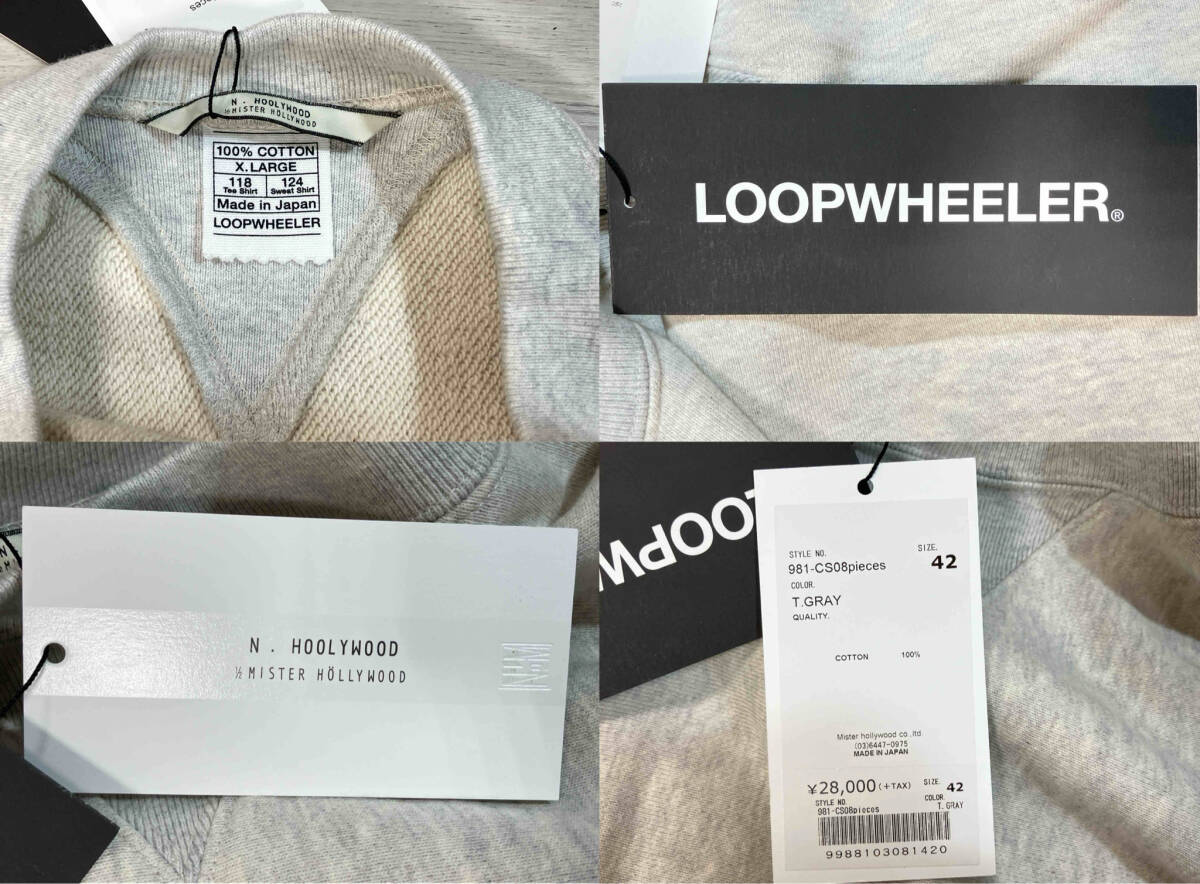 pieces
N. HOOLYWOOD
½ MISTER HÖLLYWOOD
100% COTTON
X.LARGE
118 124
Tee Shirt Sweat Shirt
Made in Japan
LOOPWHEELER
LOOPWHEELER®
N. HOOLYWOOD
½ MISTER HÖLLYWOOD
STYLE NO. SIZE.
981-CS08pieces 42
COLOR.
T.GRAY
QUALITY.
COTTON 100%
Mister hollywood co.,ltd.
(03)6447-0975
MADE IN JAPAN
¥28,000(+TAX) SIZE. 42
STYLE NO. COLOR.
981-CS08pieces T.GRAY
9988103081420